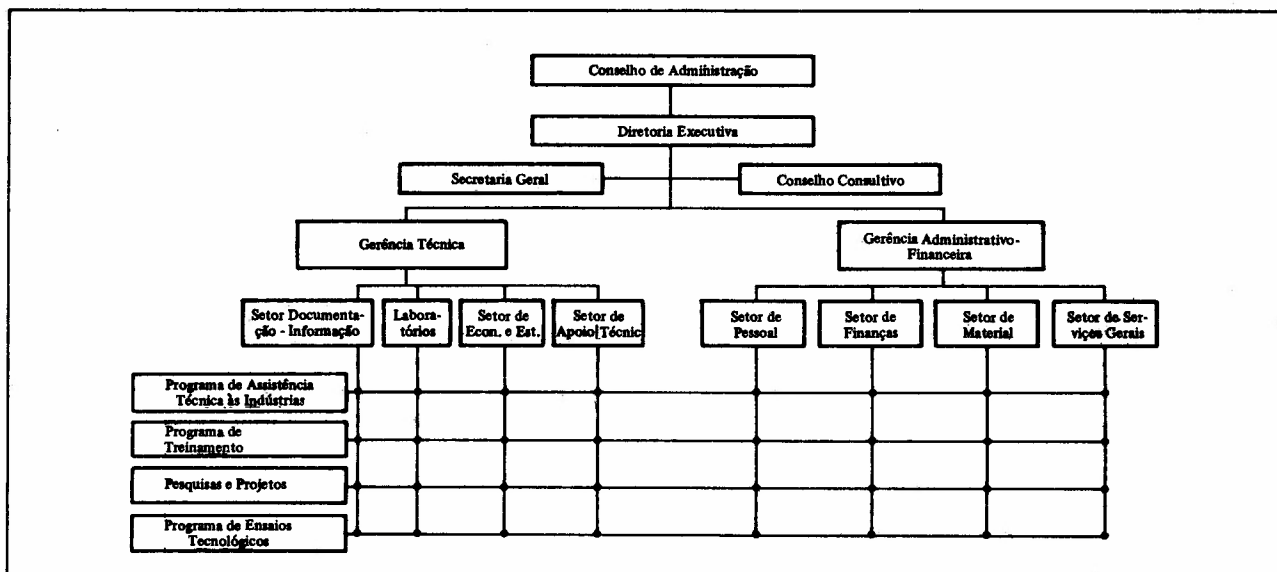 Conselho de Administração
Diretoria Executiva
Secretaria Geral
Conselho Consultivo
Gerência Técnica
Gerência Administrativo-
Financeira
Setor Documenta-
ção - Informação
Labora-
tórios
Setor de
Econ. e Est.
Setor de
Apoio Técnic
Setor de
Pessoal
Setor de
Finanças
Setor de
Material
Setor de Ser-
viços Gerais
Programa de Assistência
Técnica às Indústrias
Programa de
Treinamento
Pesquisas e Projetos
Programa de Ensaios
Tecnológicos